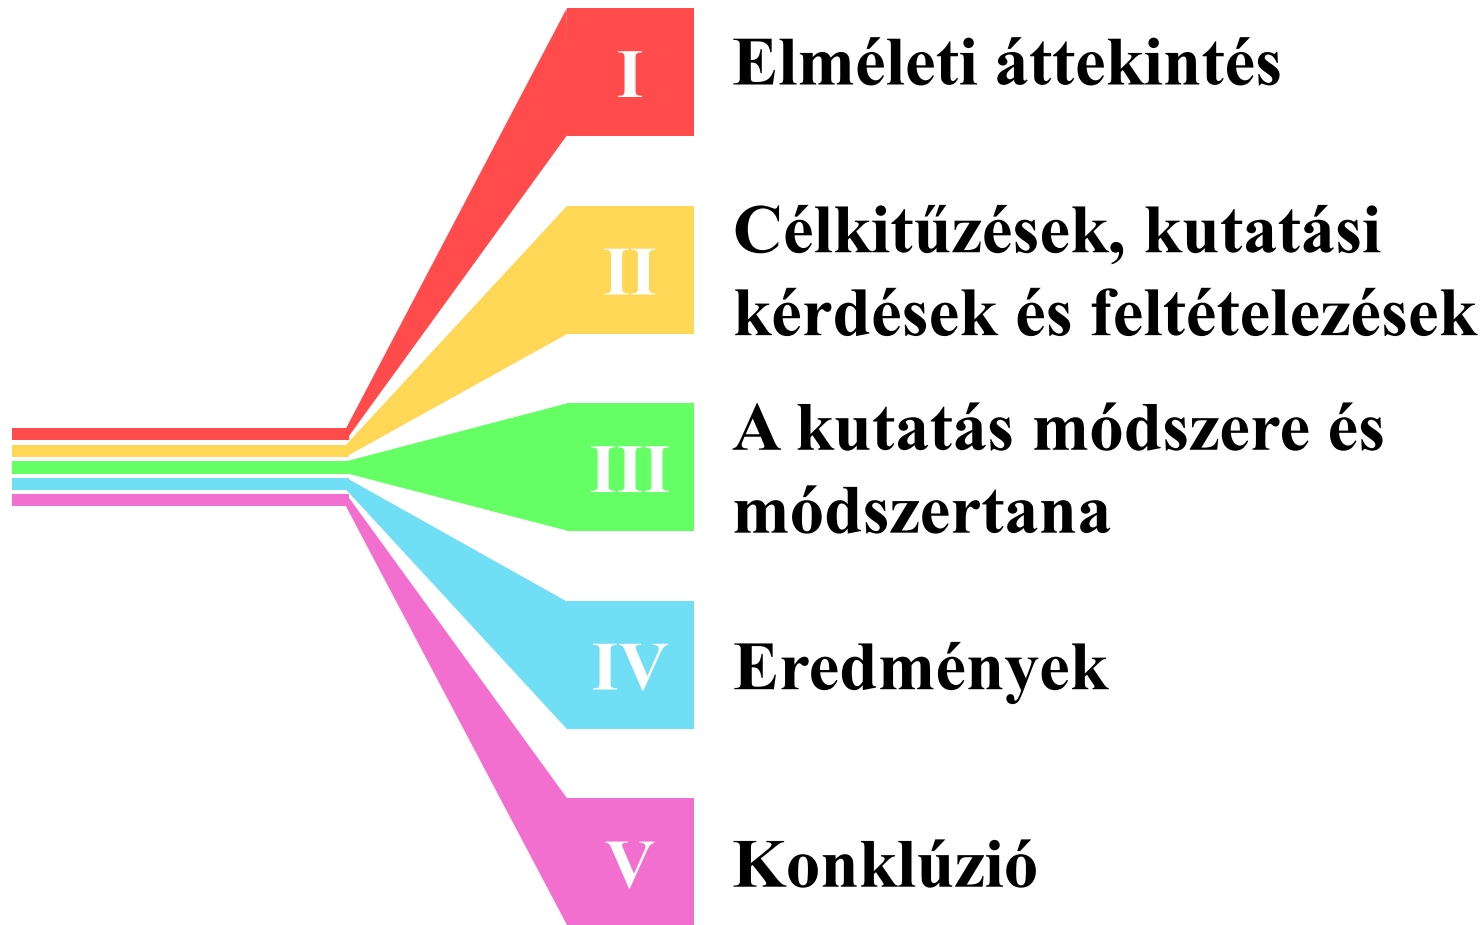 I
Elméleti áttekintés
II
Célkitűzések, kutatási
kérdések és feltételezések
III
A kutatás módszere és
módszertana
IV
Eredmények
V
Konklúzió